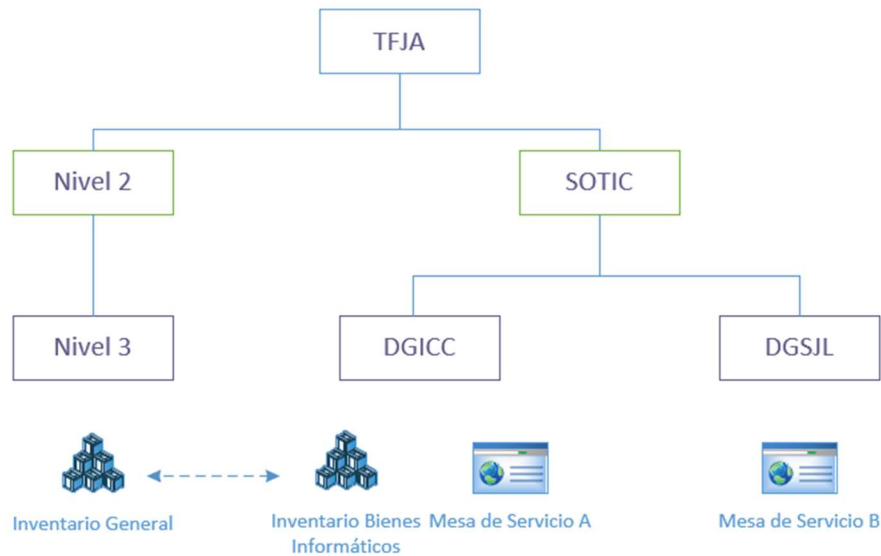 TFJA
Nivel 2
SOTIC
Nivel 3
DGICC
DGSJL
Inventario General
Inventario Bienes
Informáticos
Mesa de Servicio A
Mesa de Servicio B